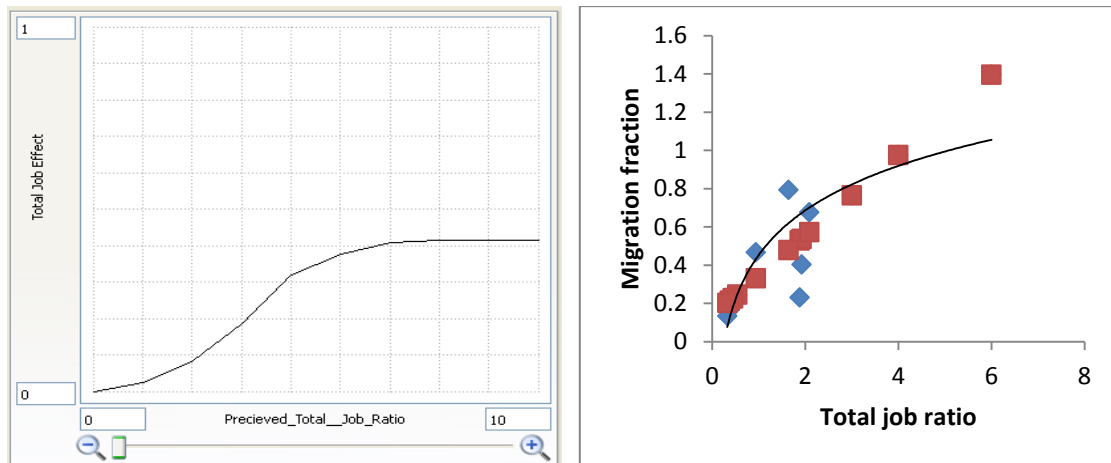 1
Total Job Effect
0
0
Precieved_Total__Job_Ratio
10
1.6
1.4
1.2
1
0.8
0.6
0.4
0.2
0
Migration fraction
0 2 4 6 8
Total job ratio